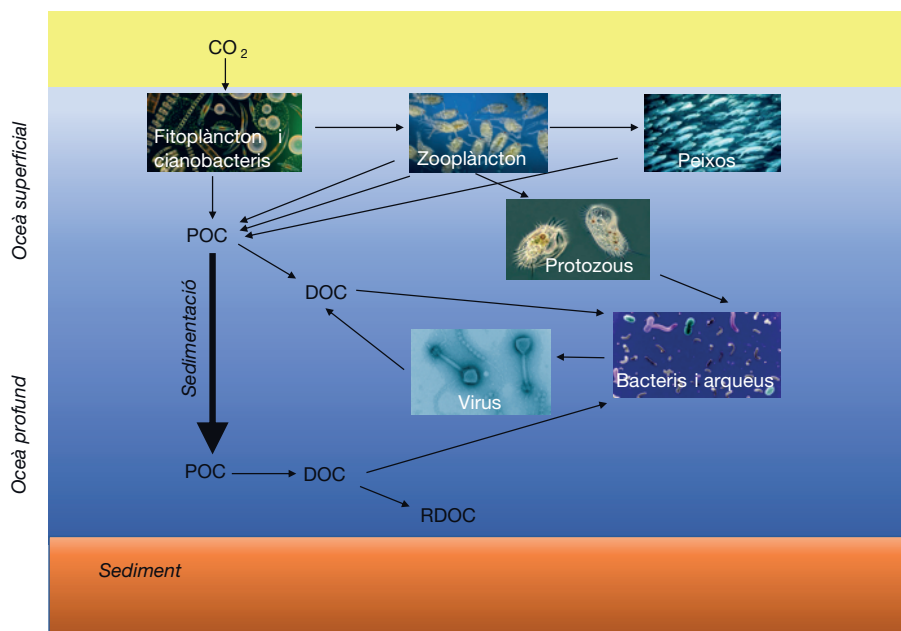 CO2
Fitoplàncton i
cianobacteris
Zooplàncton
Peixos
Oceà superficial
POC
Protozous
DOC
Sedimentació
Virus
Bacteris i arqueus
Oceà profund
POC
DOC
RDOC
Sediment